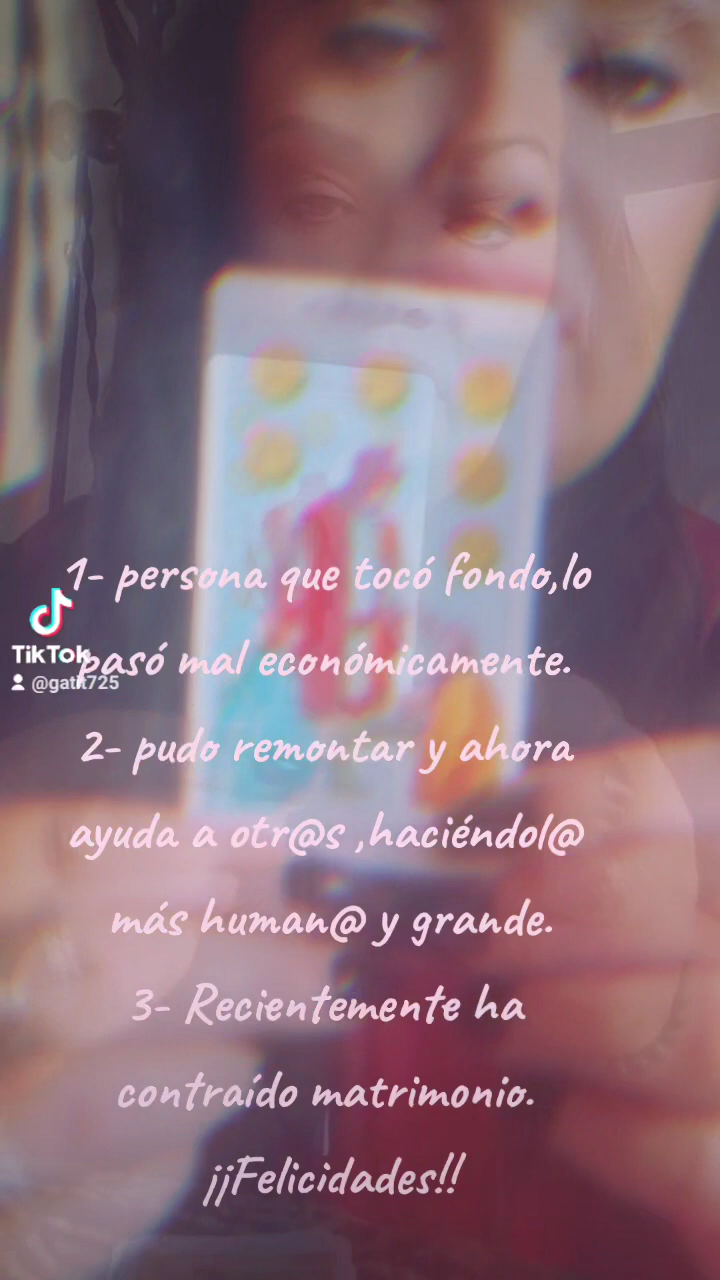 1- persona que tocó fondo,lo
pasó mal económicamente.
2- pudo remontar y ahora
ayuda a otr@s ,haciéndol@
más human@ y grande.
3- Recientemente ha
contraído matrimonio.
¡¡Felicidades!!
TikTok
@gatit725